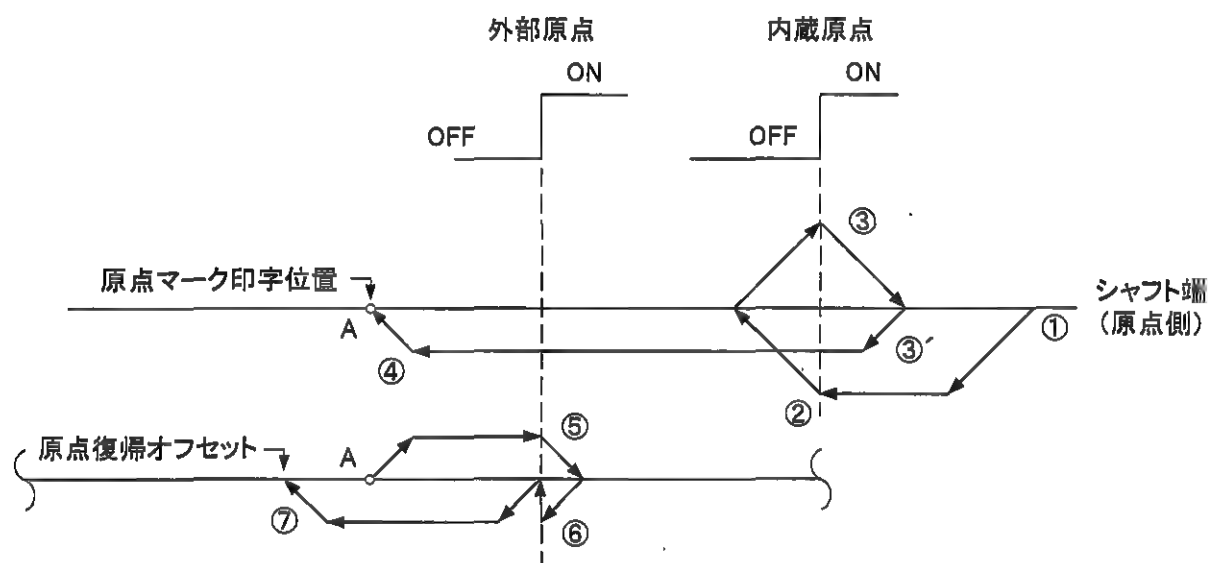 外部原点
内蔵原点
ON
ON
OFF
OFF
③
原点マーク印字位置
A
シャフト端
(原点側)
①
③´
④
②
原点復帰オフセット
A
⑤
⑦
⑥